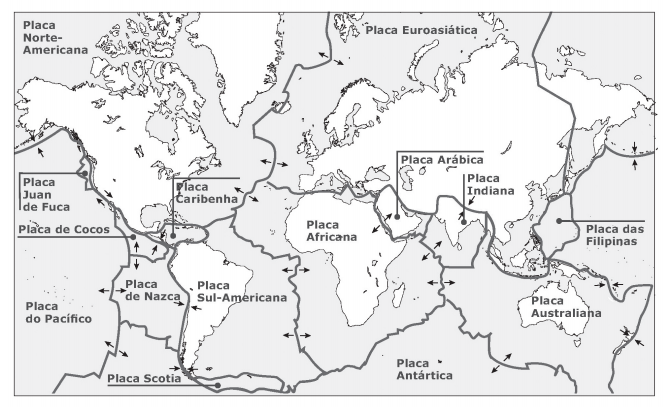 Placa
Norte-
Americana
Placa Euroasiática
Placa Arábica
Placa
Indiana
Placa
Juan
de Fuca
Placa
Caribenha
Placa de Cocos
Placa
Africana
Placa das
Filipinas
Placa
de Nazca
Placa
Sul-Americana
Placa
do Pacífico
Placa
Australiana
Placa
Antártica
Placa Scotia